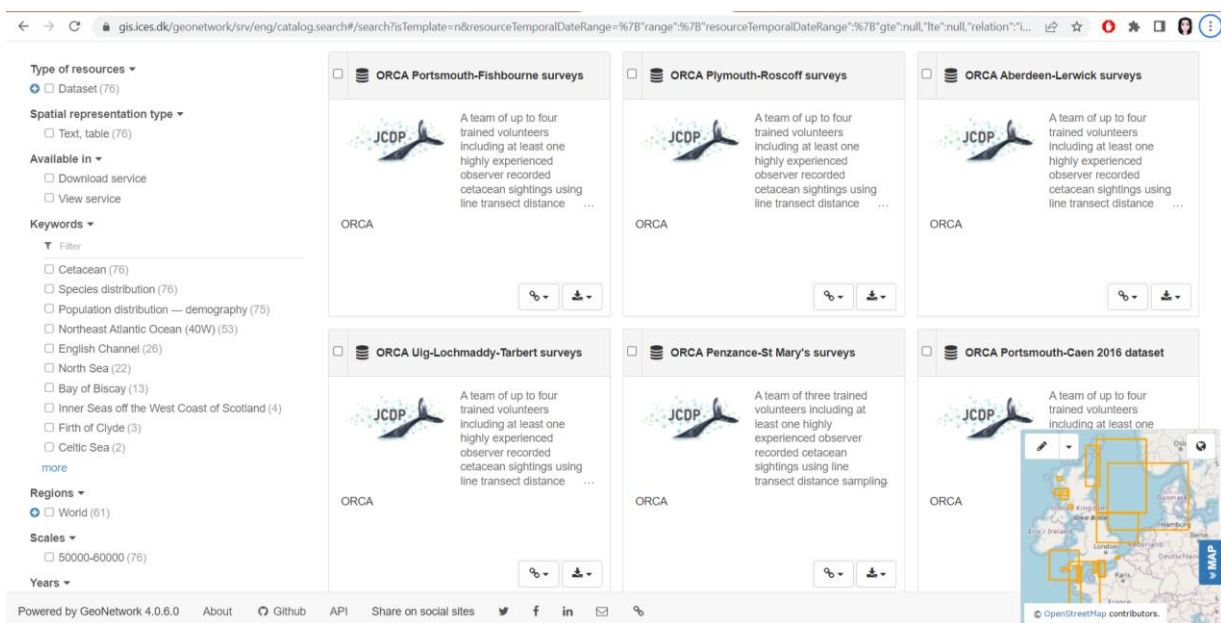 gis.ices.dk/geonetwork/srv/eng/catalog.search#/search?isTemplate=n&resourceTemporalDateRange=%7B"range":%7B"resourceTemporalDateRange":%7B"gte":null,"lte":null,"relation":"i...
Type of resources
Dataset (76)
Spatial representation type
Text, table (76)
Available in
Download service
View service
Keywords
Filter
Cetacean (76)
Species distribution (76)
Population distribution — demography (75)
Northeast Atlantic Ocean (40W) (53)
English Channel (26)
North Sea (22)
Bay of Biscay (13)
Inner Seas off the West Coast of Scotland (4)
Firth of Clyde (3)
Celtic Sea (2)
more
Regions
World (61)
Scales
50000-60000 (76)
Years
ORCA Portsmouth-Fishbourne surveys
JCDP
A team of up to four
trained volunteers
including at least one
highly experienced
observer recorded
cetacean sightings using
line transect distance ...
ORCA
ORCA Plymouth-Roscoff surveys
JCDP
A team of up to four
trained volunteers
including at least one
highly experienced
observer recorded
cetacean sightings using
line transect distance ...
ORCA
ORCA Aberdeen-Lerwick surveys
JCDP
A team of up to four
trained volunteers
including at least one
highly experienced
observer recorded
cetacean sightings using
line transect distance ...
ORCA
ORCA Uig-Lochmaddy-Tarbert surveys
JCDP
A team of up to four
trained volunteers
including at least one
highly experienced
observer recorded
cetacean sightings using
line transect distance ...
ORCA
ORCA Penzance-St Mary's surveys
JCDP
A team of three trained
volunteers including at
least one highly
experienced observer
recorded cetacean
sightings using line
transect distance sampling
ORCA
ORCA Portsmouth-Caen 2016 dataset
JCDP
A team of up to four
trained volunteers
including at least one
ORCA
Danmark
United Kingdom
Hamburg
Berlin
London
Nederland
Paris
France
MAP
© OpenStreetMap contributors.
Powered by GeoNetwork 4.0.6.0 About Github API Share on social sites